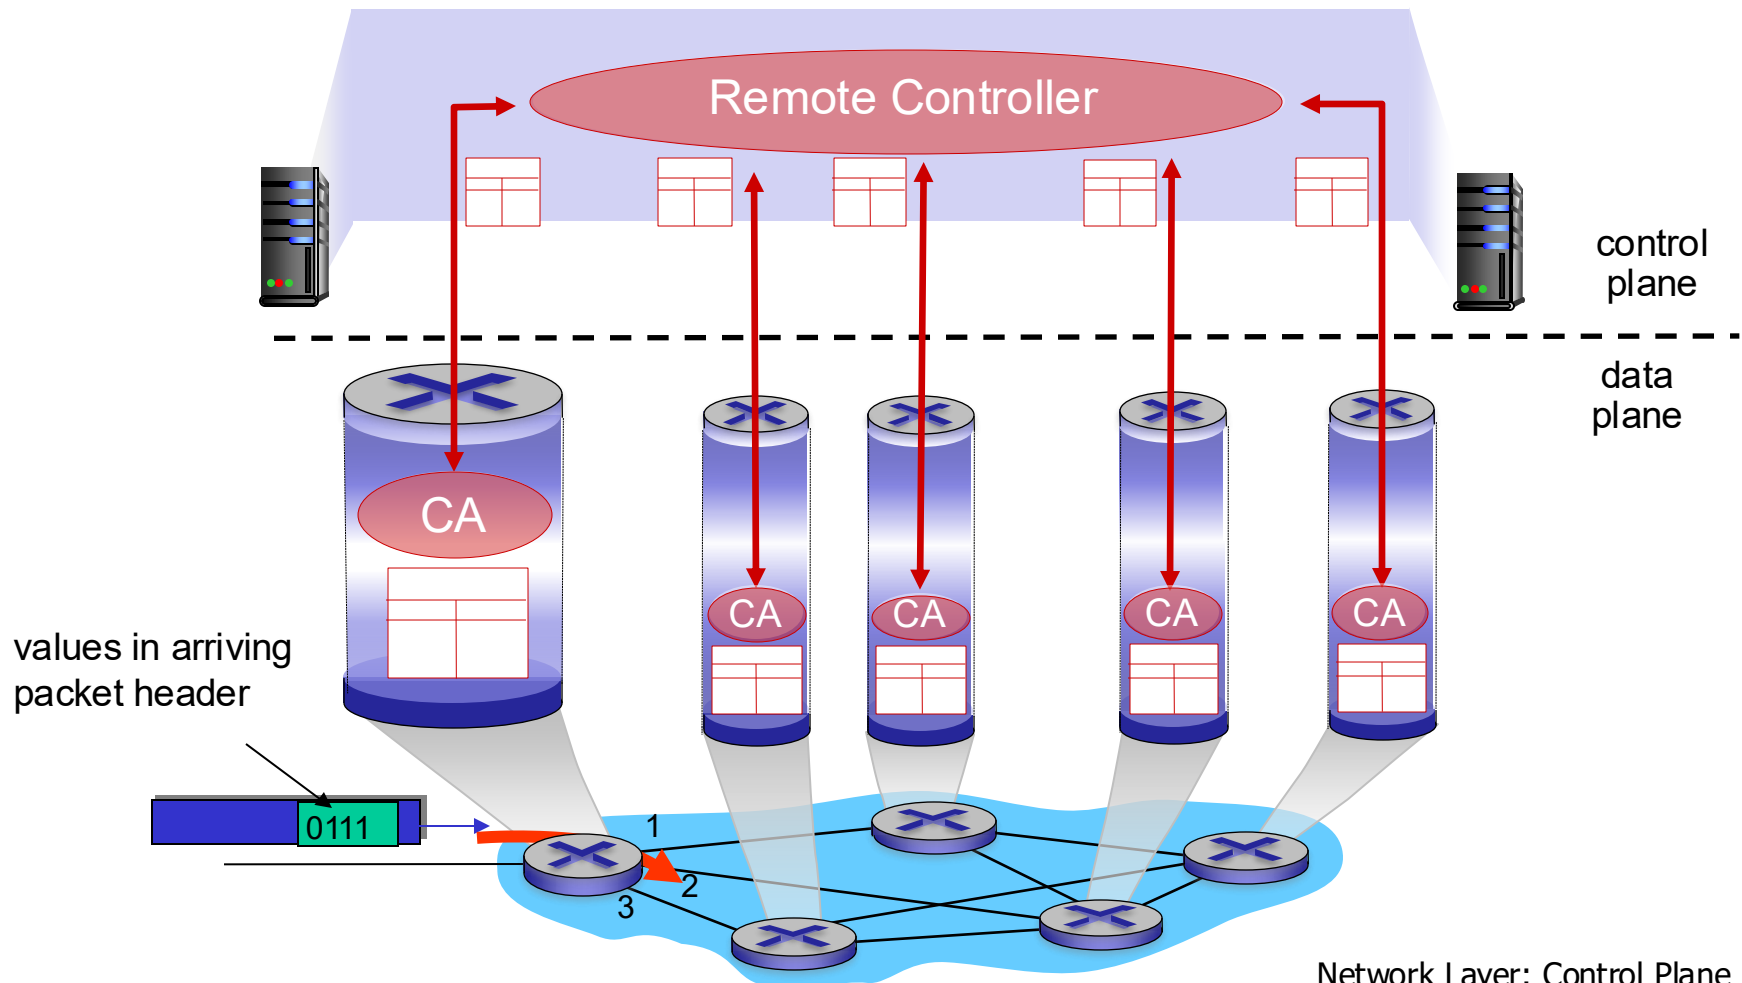 Remote Controller
control
plane
data
plane
CA
CA
CA
CA
CA
values in arriving
packet header
0111
1
2
3
Network Layer: Control Plane